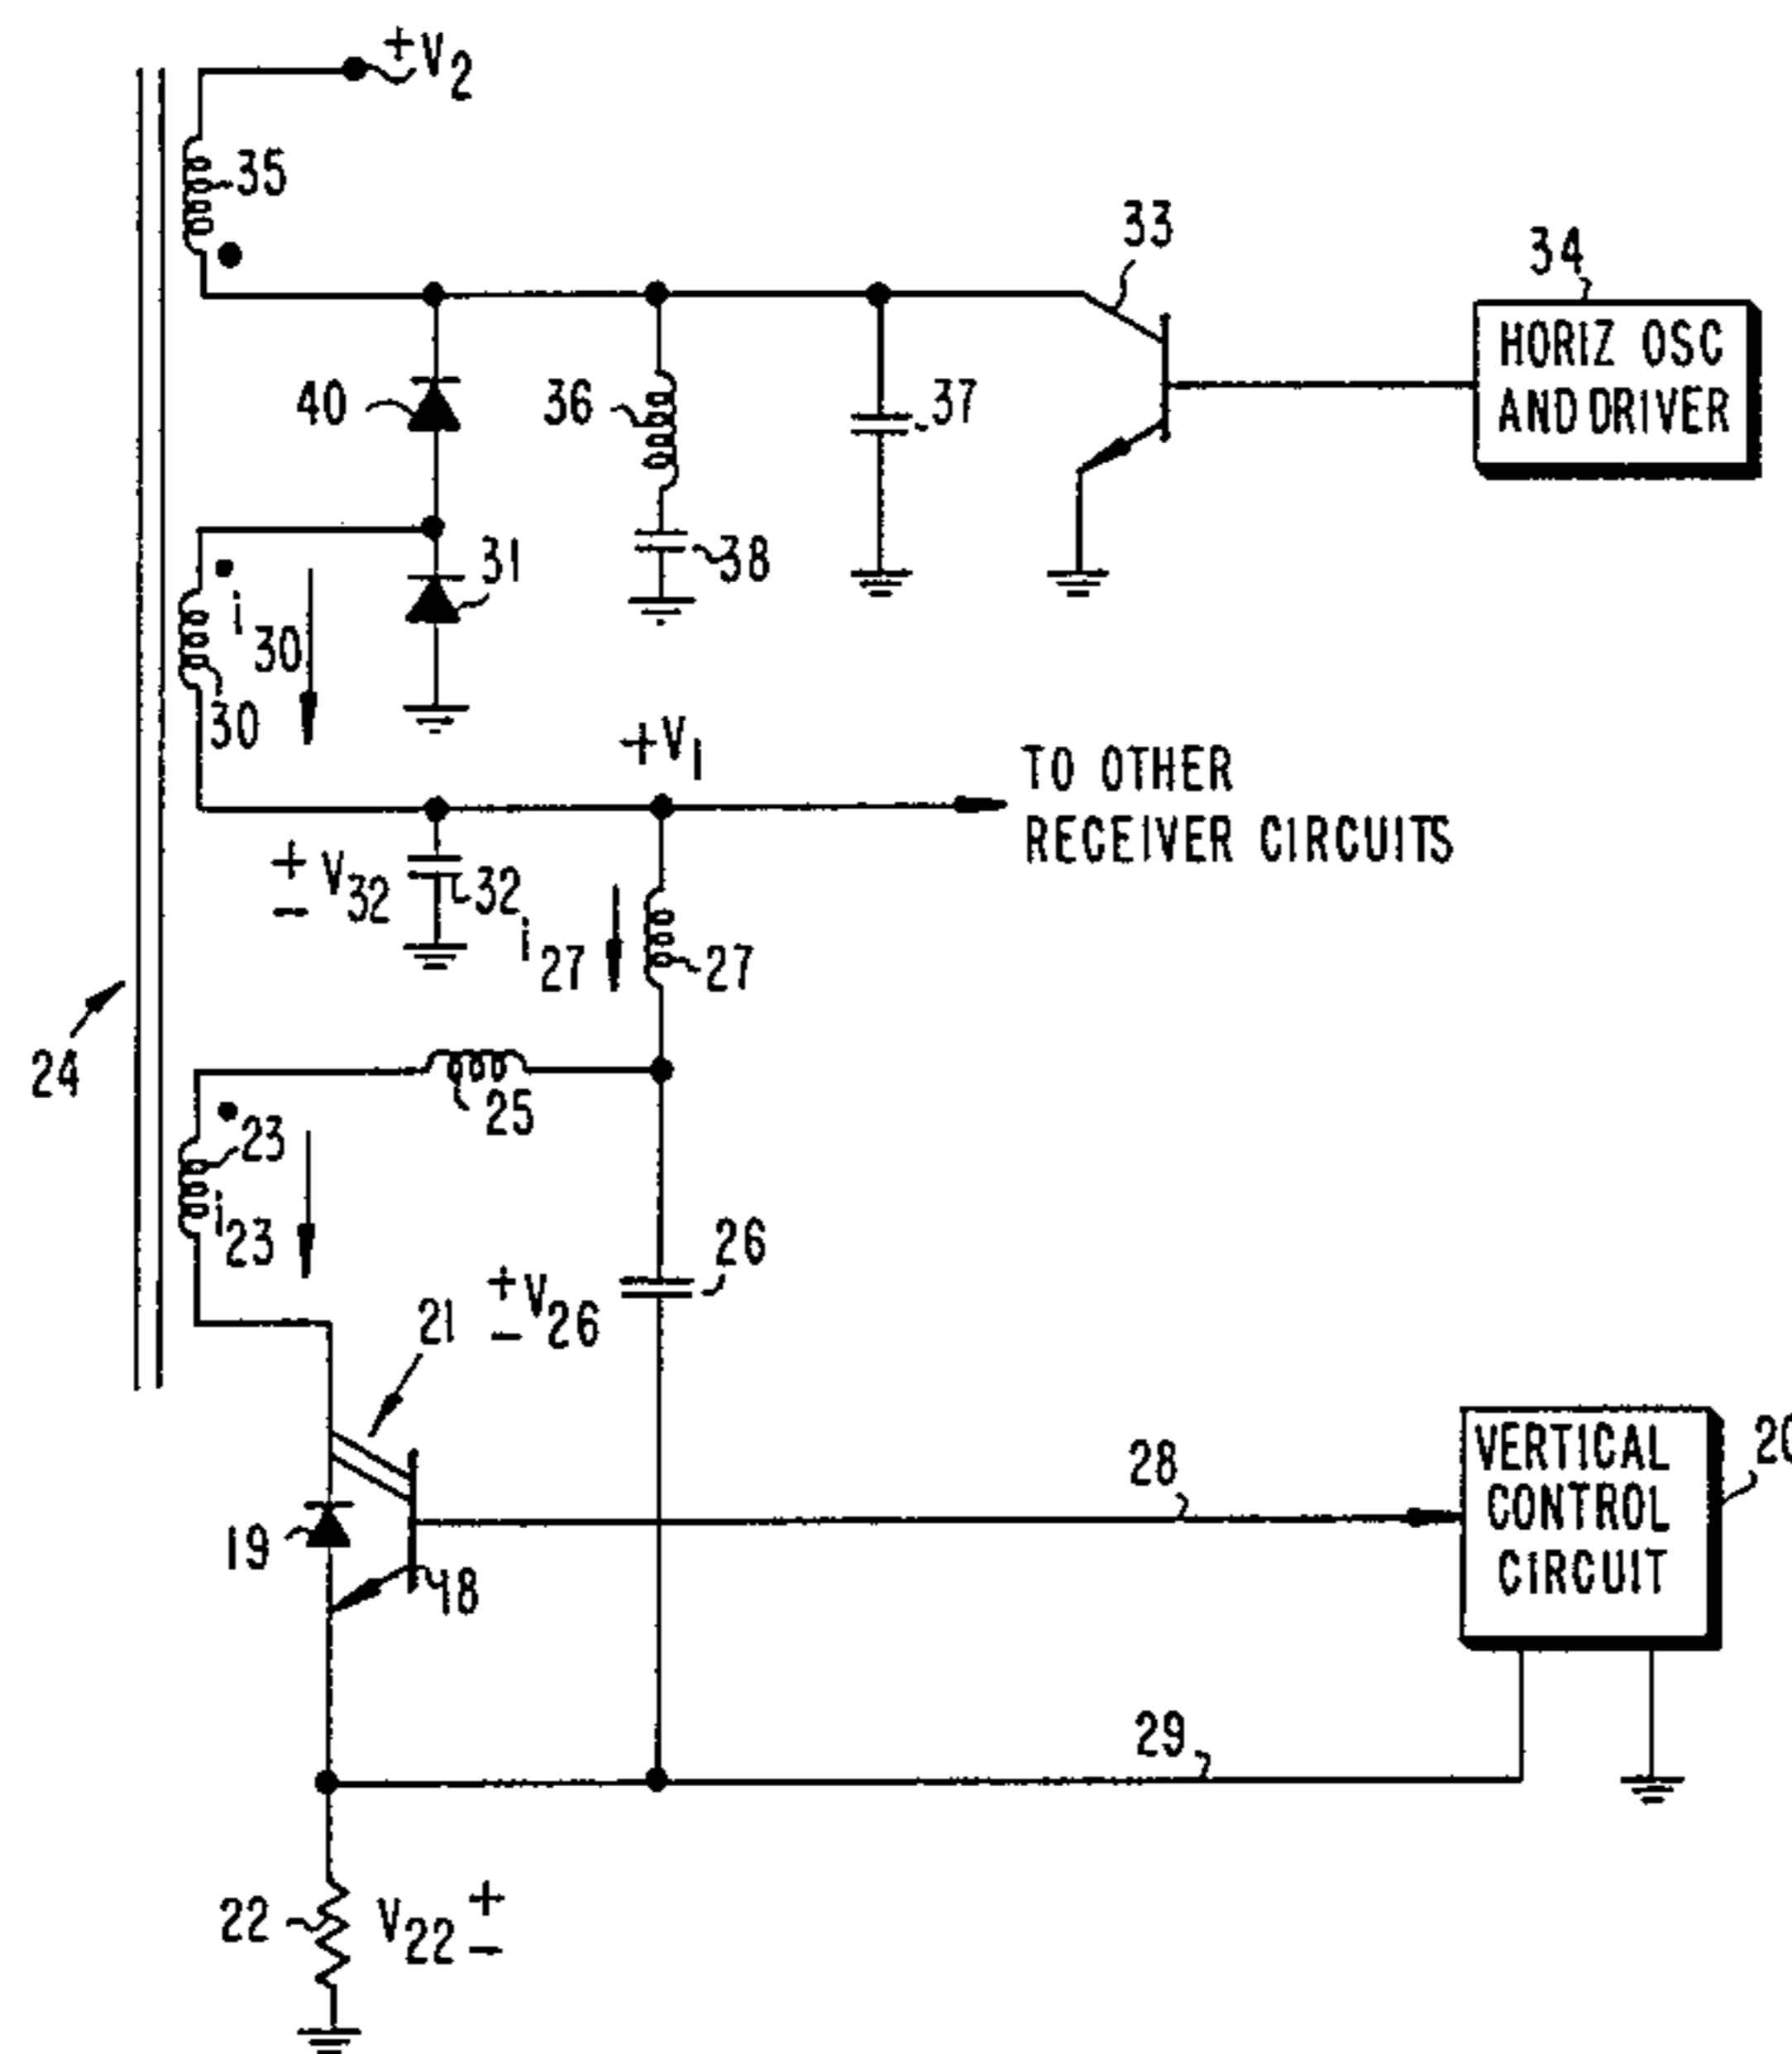 +V2
35
33
34
HORIZ OSC
AND DRIVER
40
36
37
38
31
i30
30
+V1
TO OTHER
RECEIVER CIRCUITS
+
V32
-
32
i27
27
24
25
23
i23
26
21
+
V26
-
28
VERTICAL
CONTROL
CIRCUIT
20
19
18
29
22
V22
+
-